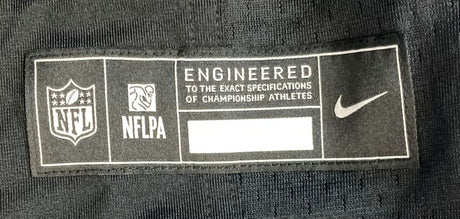 NFL
NFLPA
ENGINEERED
TO THE EXACT SPECIFICATIONS
OF CHAMPIONSHIP ATHLETES